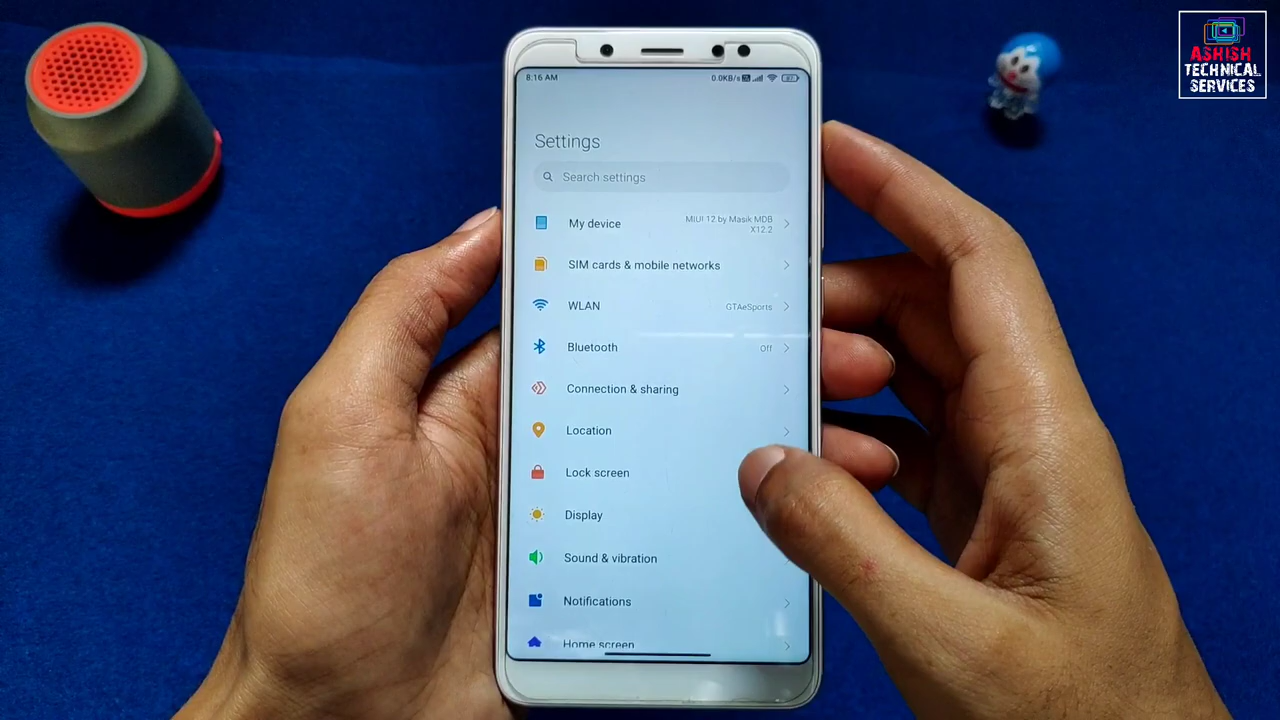 ASHISH
TECHNICAL
SERVICES
8:16 AM
0.0KB/s
87
Settings
Search settings
My device
MIUI 12 by Masik MDB
X12.2
SIM cards & mobile networks
WLAN
GTAeSports
Bluetooth
Off
Connection & sharing
Location
Lock screen
Display
Sound & vibration
Notifications
Home screen